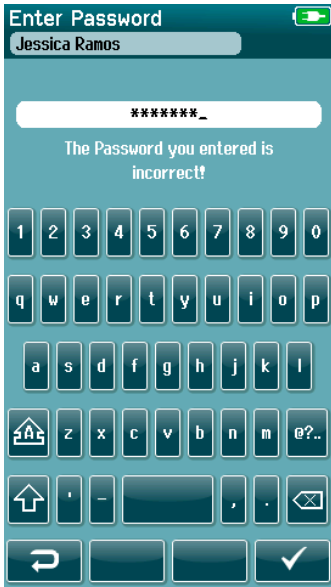 Enter Password
Jessica Ramos
*******_
The Password you entered is
incorrect!
1 2 3 4 5 6 7 8 9 0
q w e r t y u i o p
a s d f g h j k l
A z x c v b n m @?..
' - , .